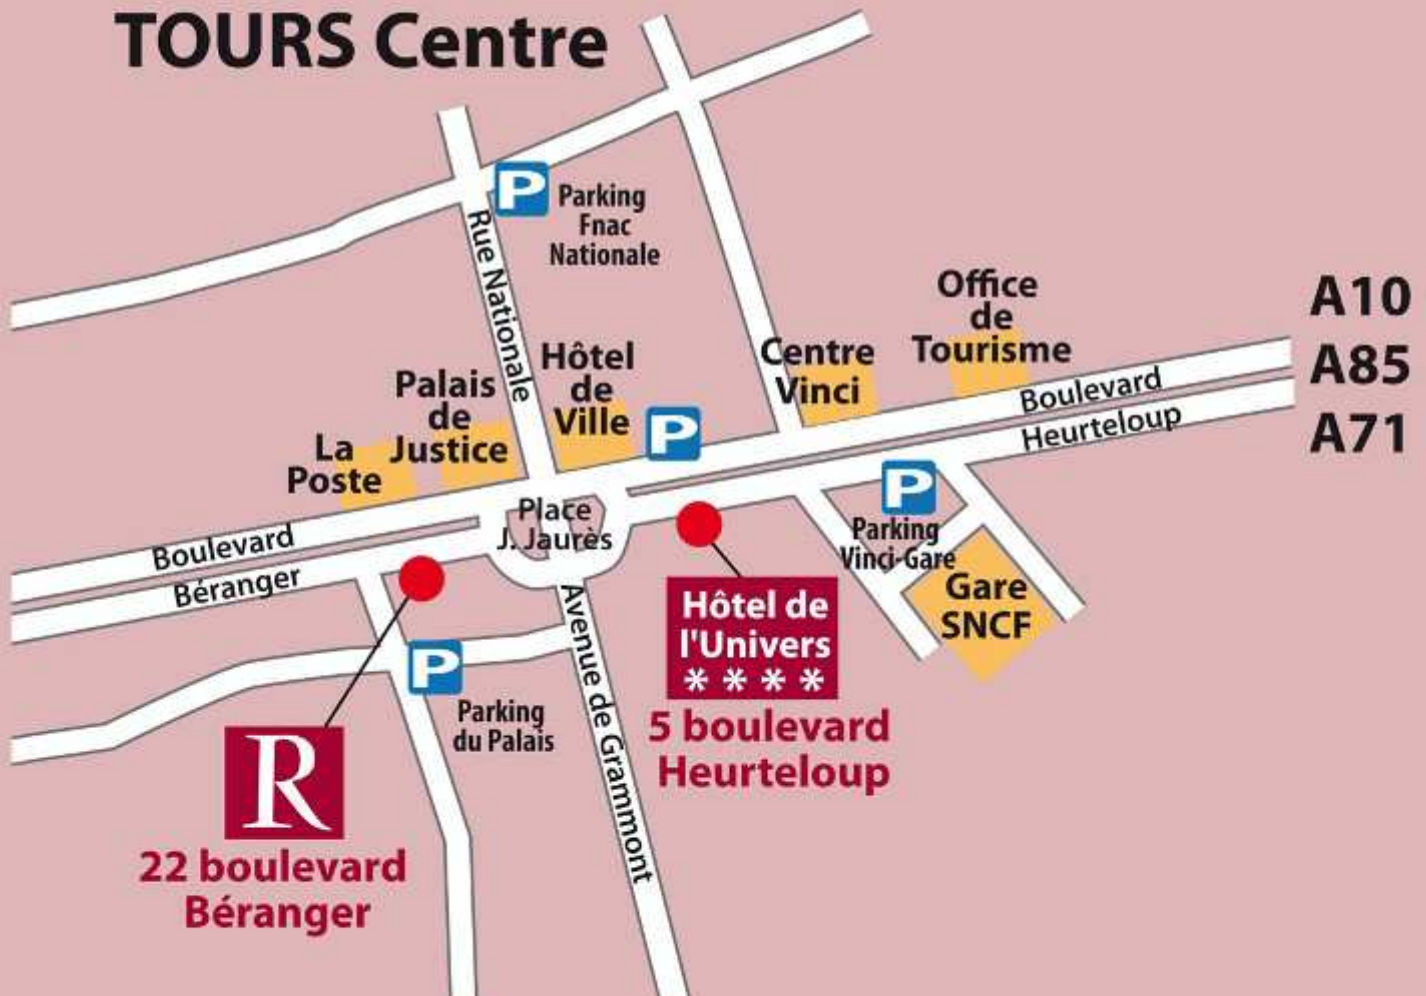 TOURS Centre
P
Parking
Fnac
Nationale
Rue Nationale
Office
de
Tourisme
A10
A85
A71
Centre
Vinci
Hôtel
de
Ville
P
Palais
de
Justice
La
Poste
Boulevard
Heurteloup
Place
J. Jaurès
P
Parking
Vinci-Gare
Boulevard
Béranger
Gare
SNCF
Hôtel de
l'Univers
****
5 boulevard
Heurteloup
Avenue de Grammont
P
Parking
du Palais
R
22 boulevard
Béranger